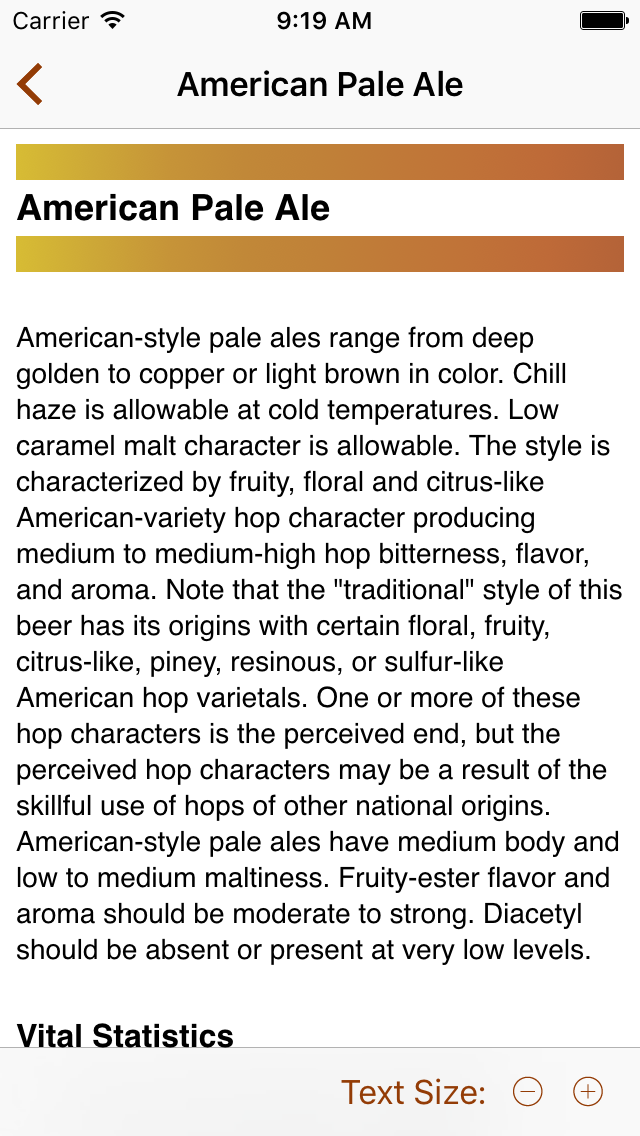 Carrier
9:19 AM
American Pale Ale
American Pale Ale
American-style pale ales range from deep
golden to copper or light brown in color. Chill
haze is allowable at cold temperatures. Low
caramel malt character is allowable. The style is
characterized by fruity, floral and citrus-like
American-variety hop character producing
medium to medium-high hop bitterness, flavor,
and aroma. Note that the "traditional" style of this
beer has its origins with certain floral, fruity,
citrus-like, piney, resinous, or sulfur-like
American hop varietals. One or more of these
hop characters is the perceived end, but the
perceived hop characters may be a result of the
skillful use of hops of other national origins.
American-style pale ales have medium body and
low to medium maltiness. Fruity-ester flavor and
aroma should be moderate to strong. Diacetyl
should be absent or present at very low levels.
Vital Statistics
Text Size: